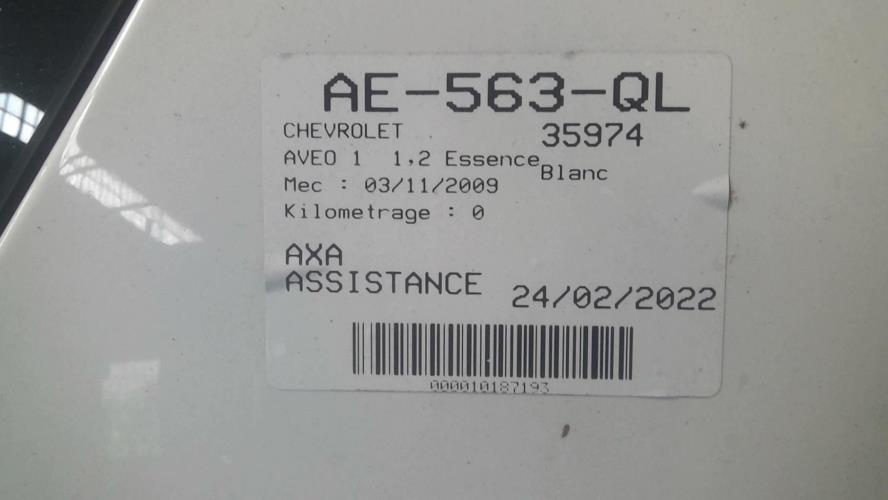 AE-563-QL
CHEVROLET 35974
AVEO 1 1,2 Essence Blanc
Mec : 03/11/2009
Kilometrage : 0
AXA
ASSISTANCE 24/02/2022
000010187193